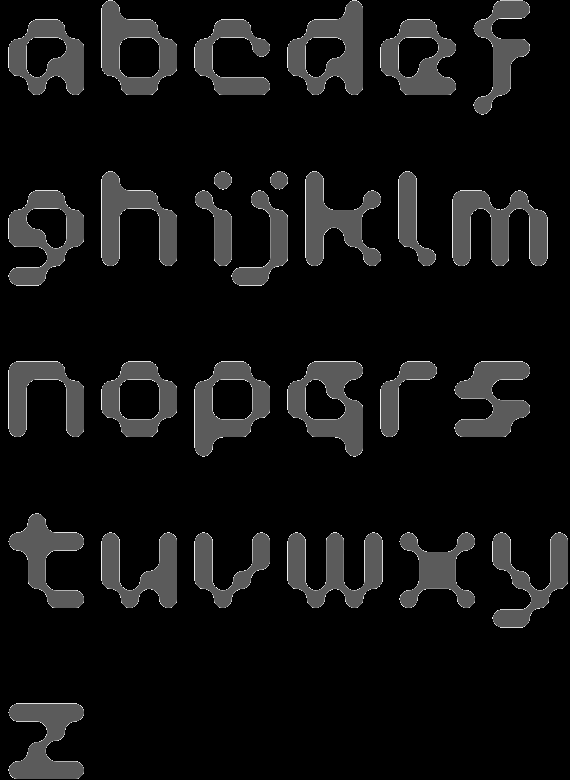 abcdef
ghijklm
nopqrs
tuvwxy
z